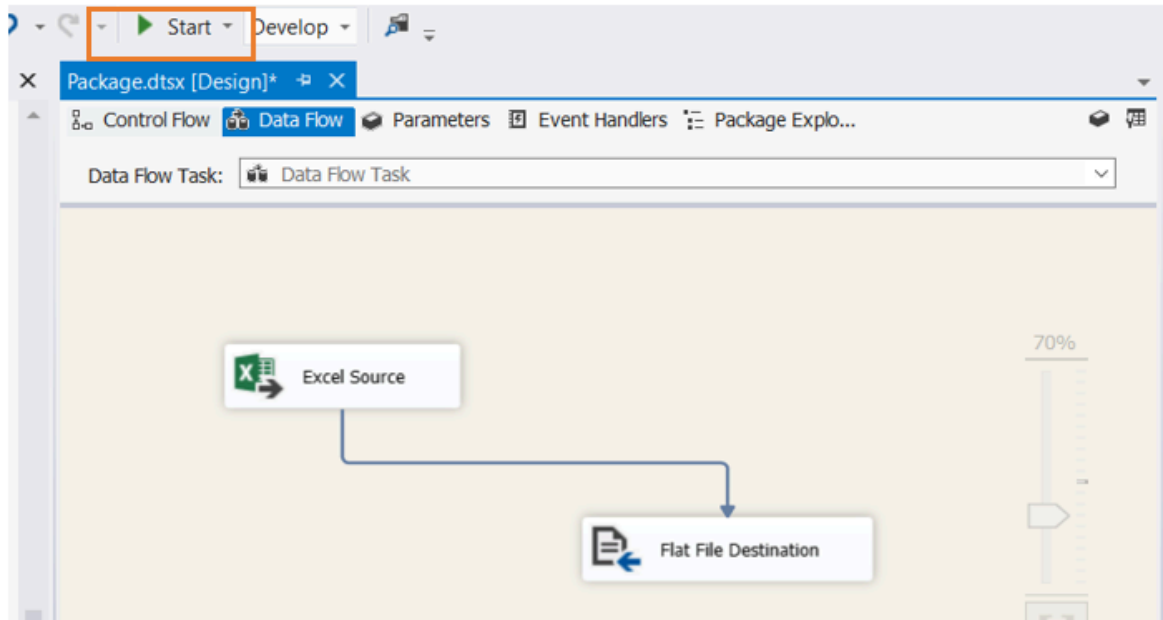 Start Develop
Package.dtsx [Design]*
Control Flow Data Flow Parameters Event Handlers Package Explo...
Data Flow Task: Data Flow Task
70%
Excel Source
Flat File Destination